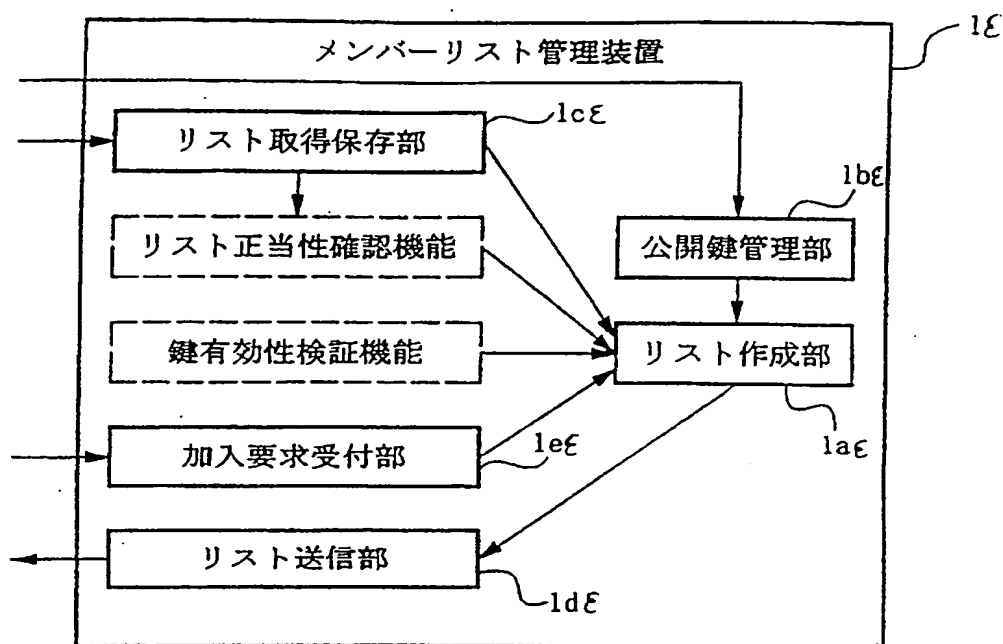 1ε
メンバーリスト管理装置
1cε
リスト取得保存部
1bε
リスト正当性確認機能
公開鍵管理部
鍵有効性検証機能
リスト作成部
1aε
加入要求受付部
1eε
リスト送信部
1dε